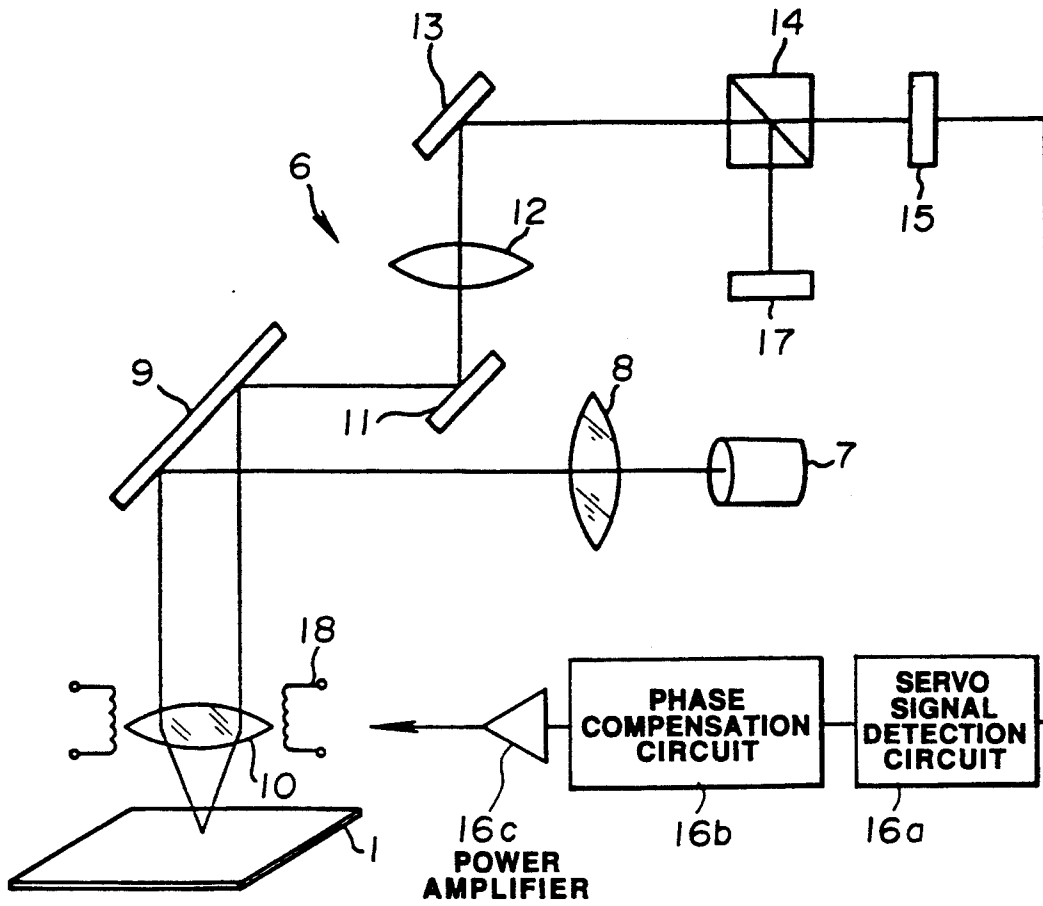 13
14
6
12
15
17
9
8
11
7
18
10
PHASE
COMPENSATION
CIRCUIT
SERVO
SIGNAL
DETECTION
CIRCUIT
1
16c
16b
16a
POWER
AMPLIFIER